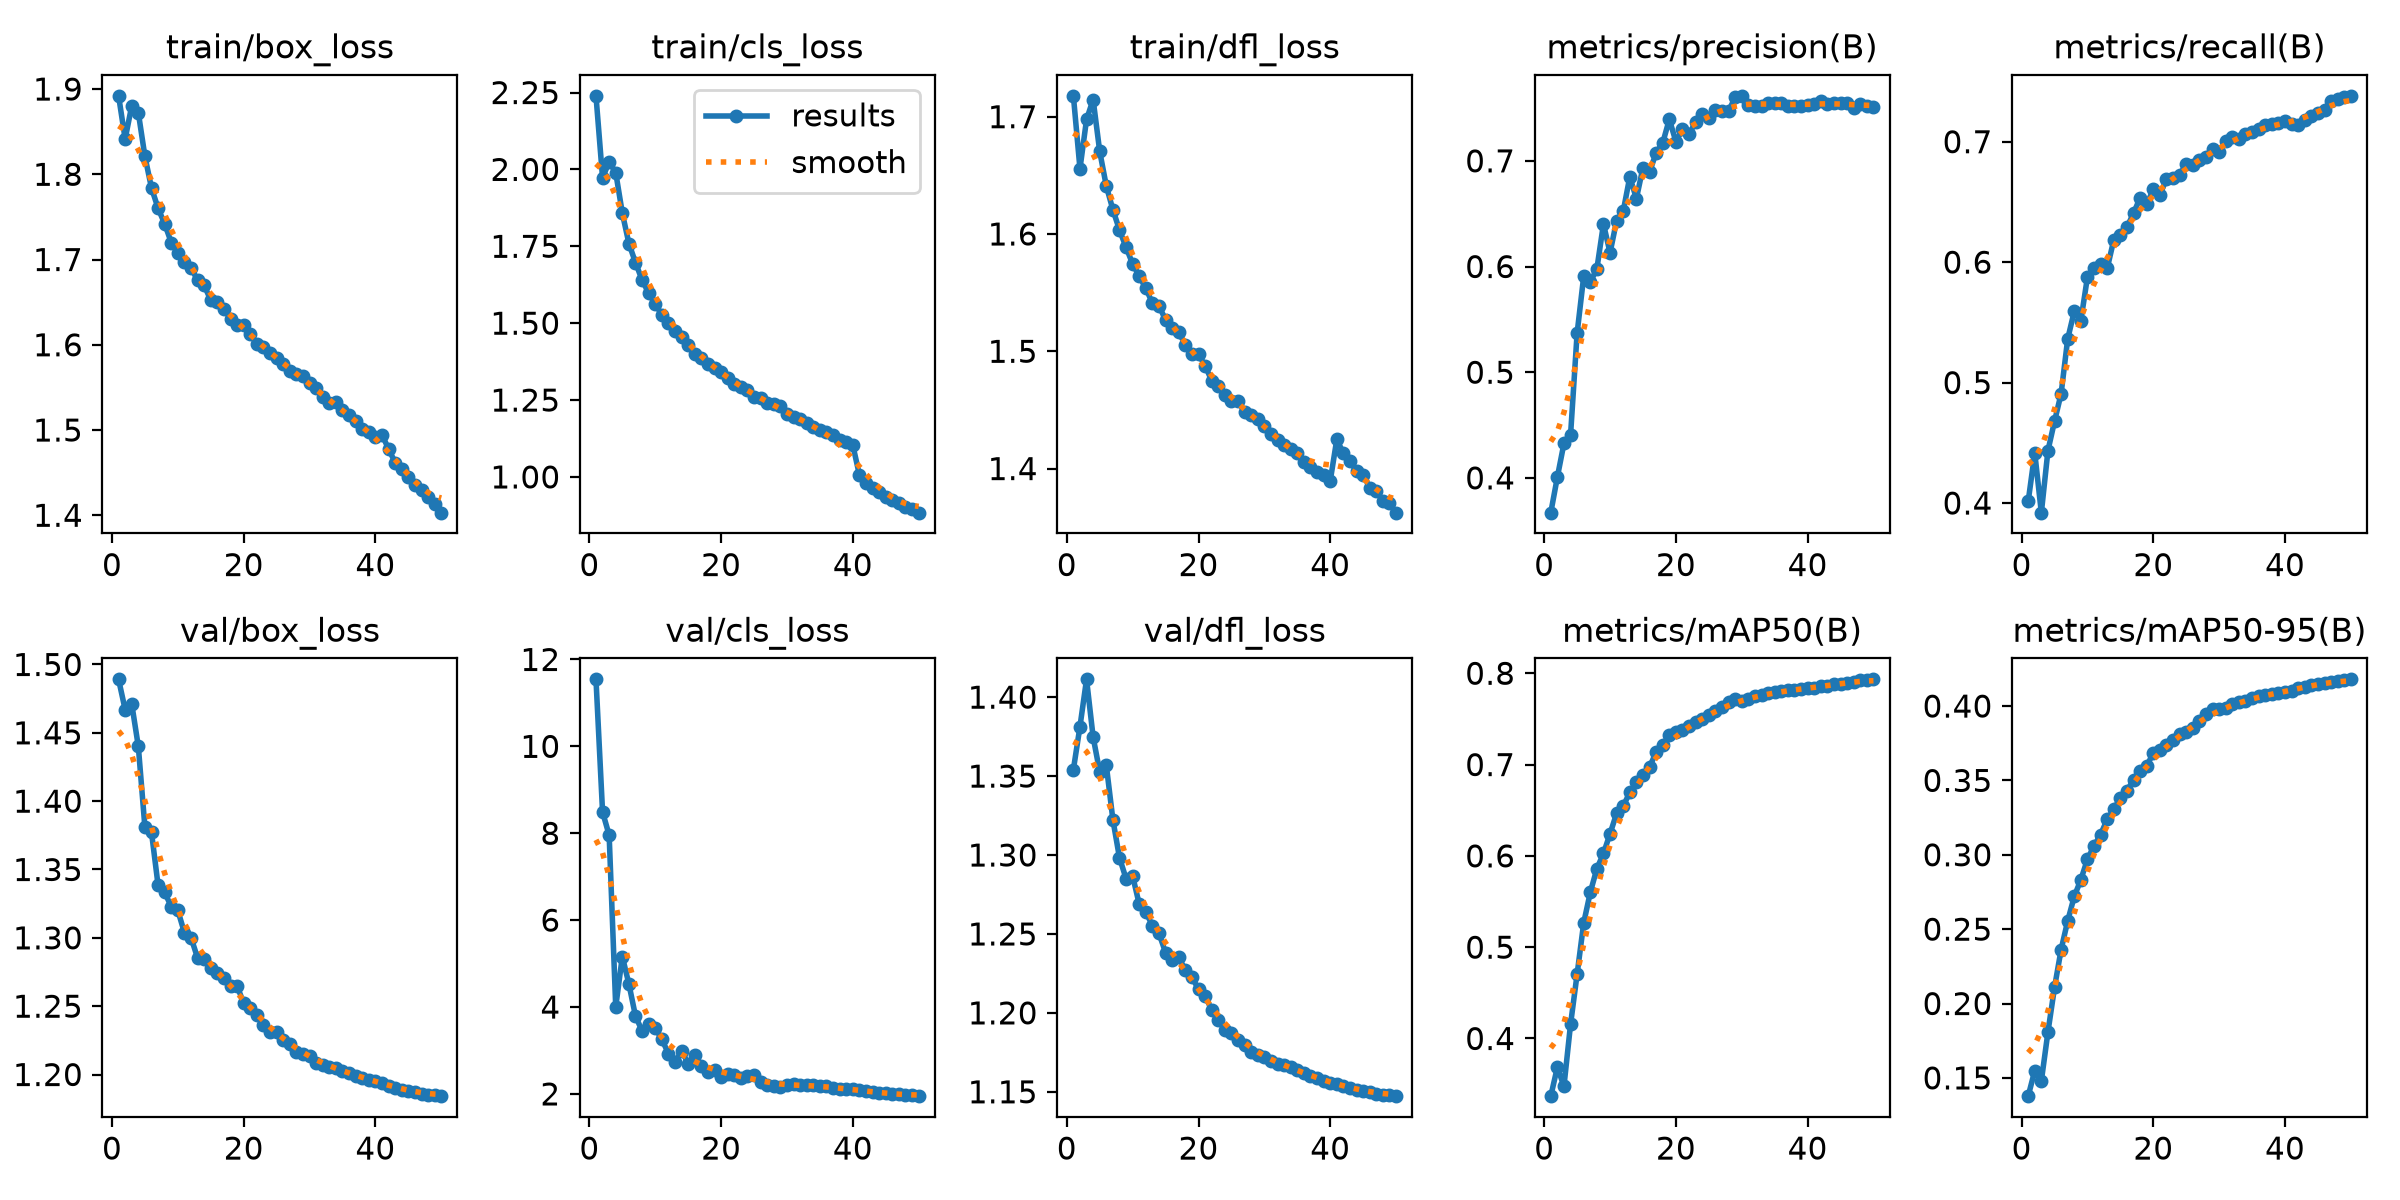 train/box_loss
train/cls_loss
train/dfl_loss
metrics/precision(B)
metrics/recall(B)
1.9
1.8
1.7
1.6
1.5
1.4
0 20 40
2.25
2.00
1.75
1.50
1.25
1.00
0 20 40
results
smooth
1.7
1.6
1.5
1.4
0 20 40
0.7
0.6
0.5
0.4
0 20 40
0.7
0.6
0.5
0.4
0 20 40
val/box_loss
val/cls_loss
val/dfl_loss
metrics/mAP50(B)
metrics/mAP50-95(B)
1.50
1.45
1.40
1.35
1.30
1.25
1.20
0 20 40
12
10
8
6
4
2
0 20 40
1.40
1.35
1.30
1.25
1.20
1.15
0 20 40
0.8
0.7
0.6
0.5
0.4
0 20 40
0.40
0.35
0.30
0.25
0.20
0.15
0 20 40